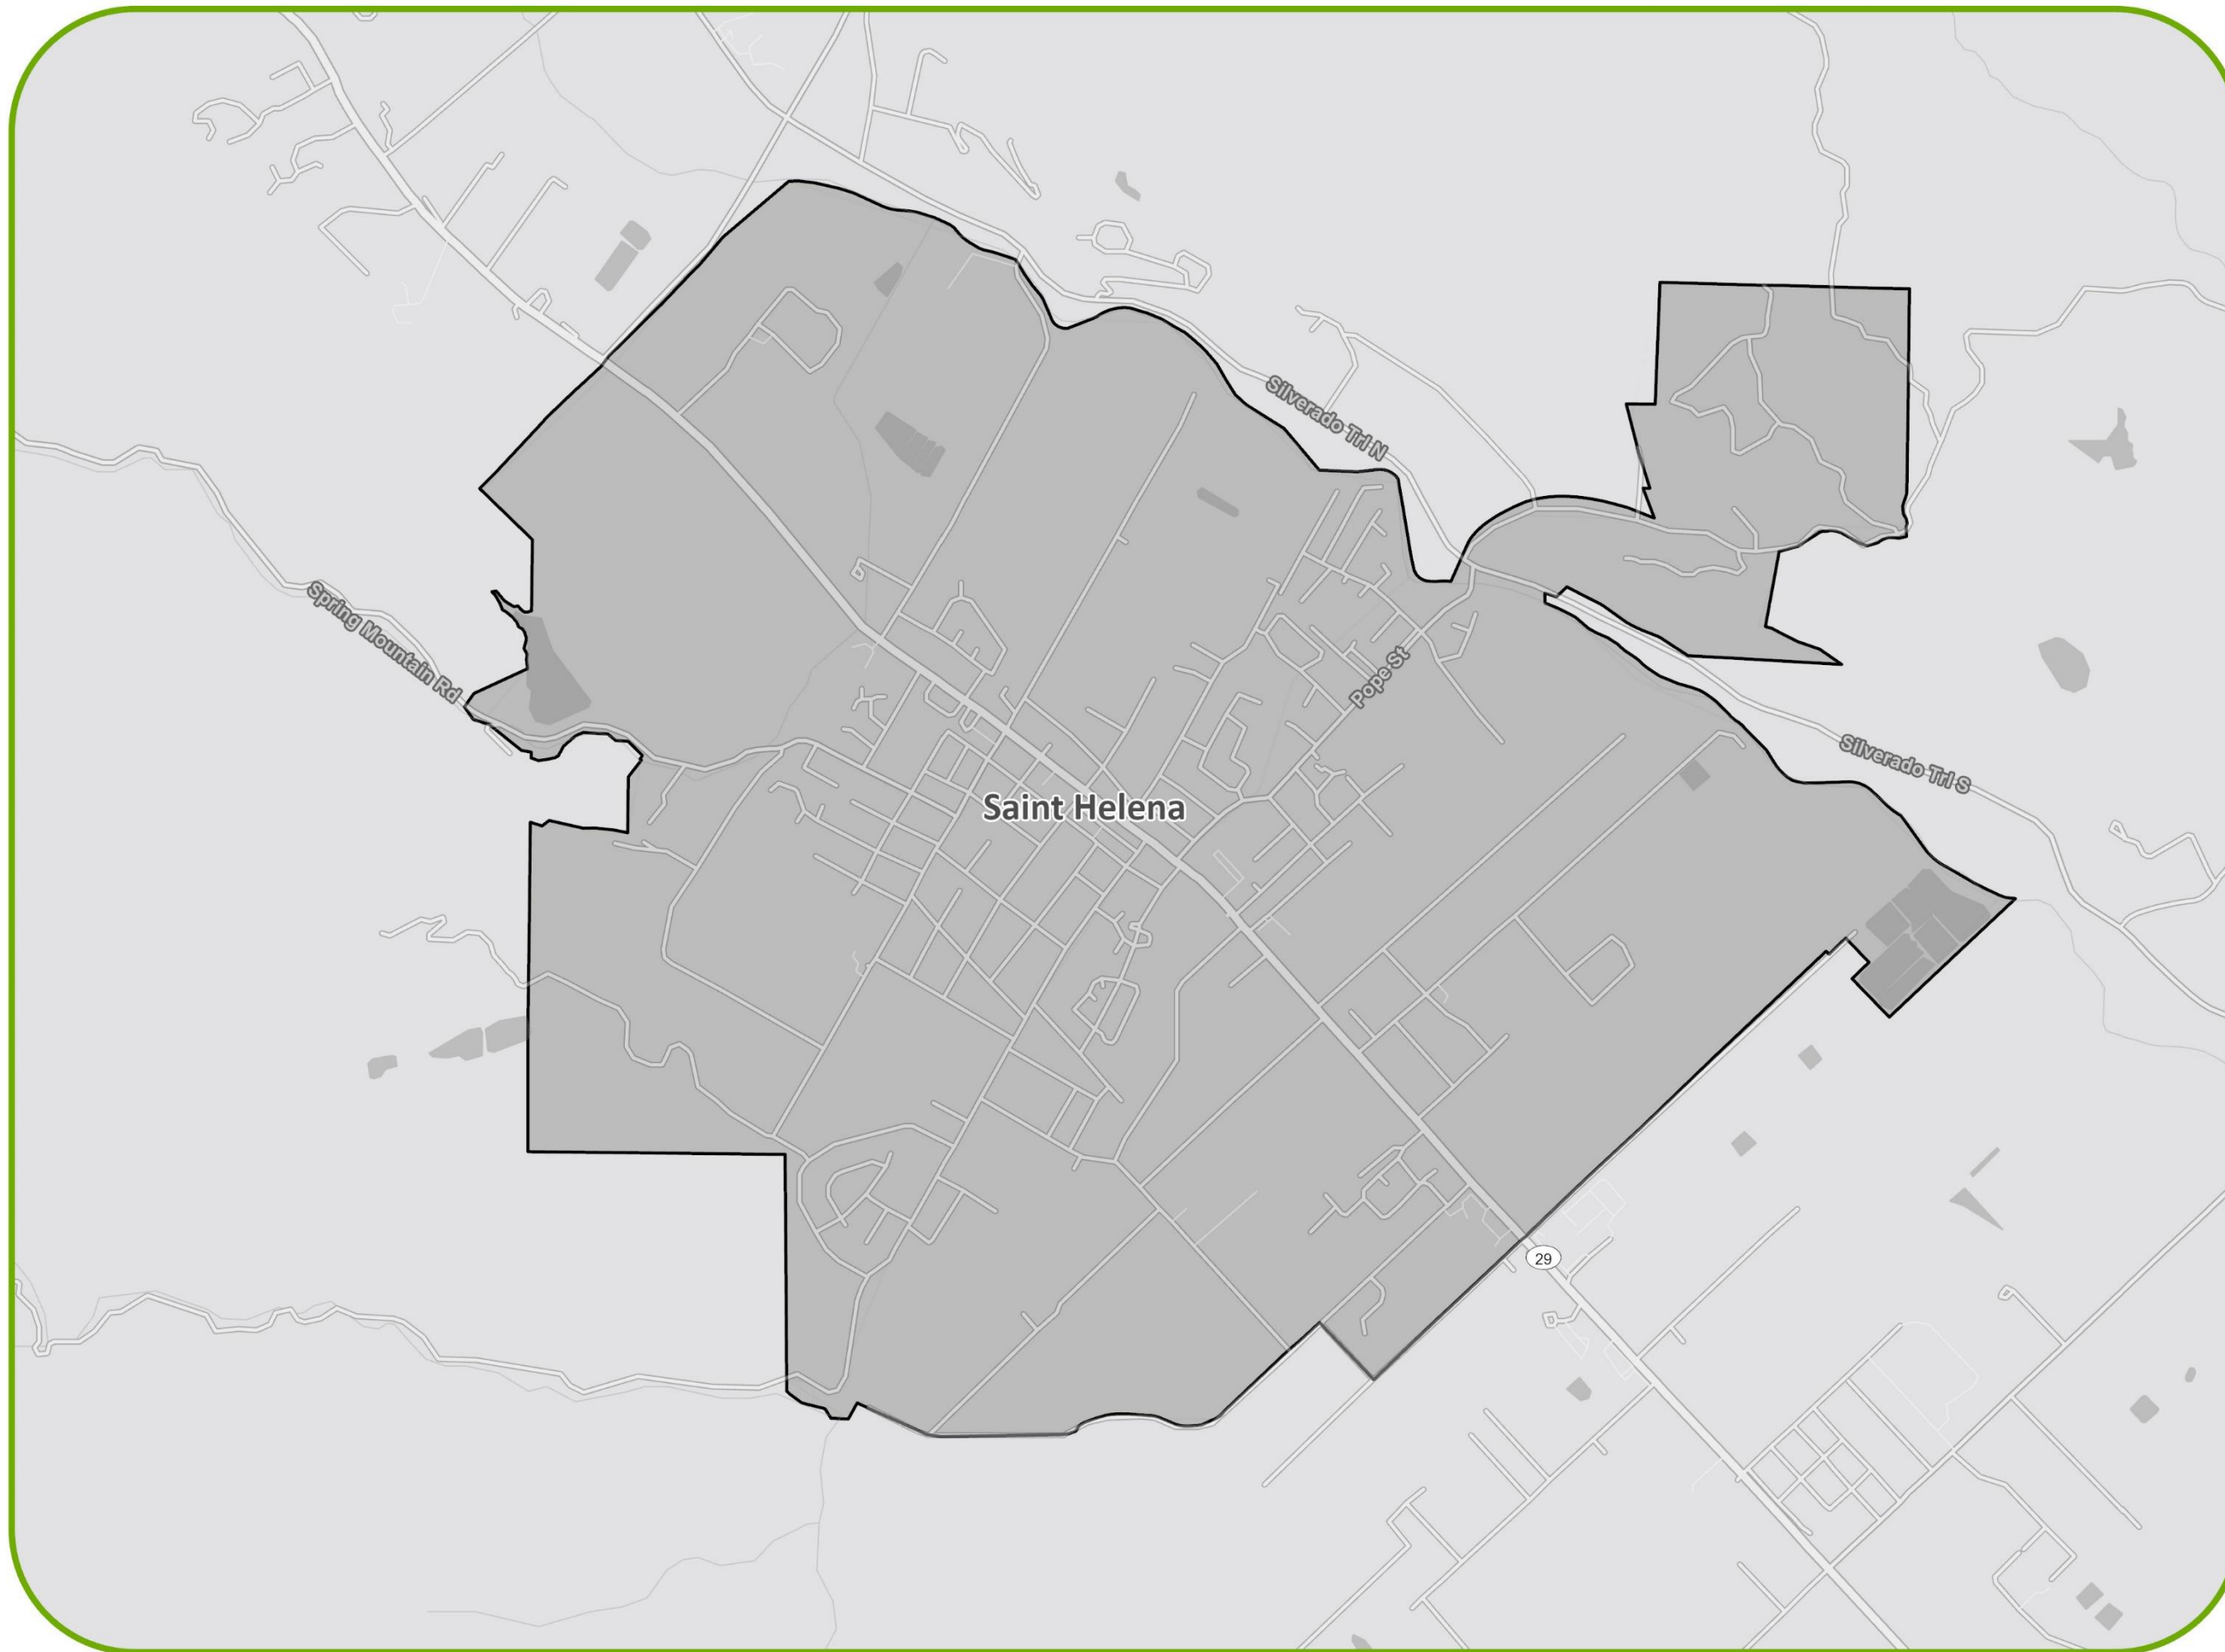 Silverado Trl N
Spring Mountain Rd
Pope St
Silverado Trl S
Saint Helena
29